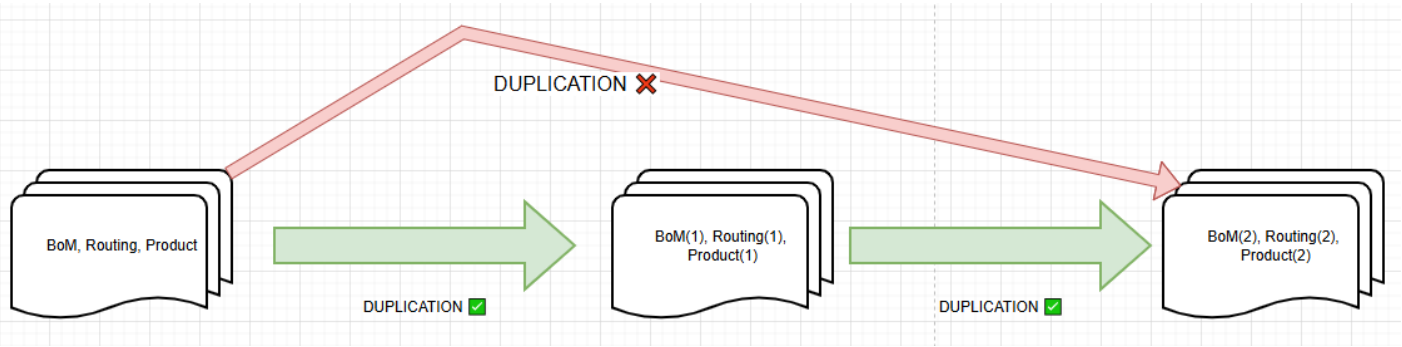 DUPLICATION ❌
BoM, Routing, Product
BoM(1), Routing(1),
Product(1)
BoM(2), Routing(2),
Product(2)
DUPLICATION ✅
DUPLICATION ✅